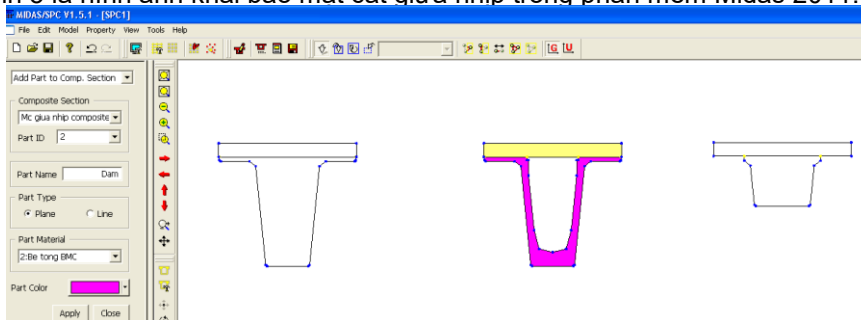 MIDAS/SPC V1.5.1 - [SPC1]
File Edit Model Property View Tools Help
Add Part to Comp. Section
Composite Section
Mc giua nhip composite
Part ID 2
Part Name Dam
Part Type
Plane Line
Part Material
2:Be tong BMC
Part Color
Apply Close